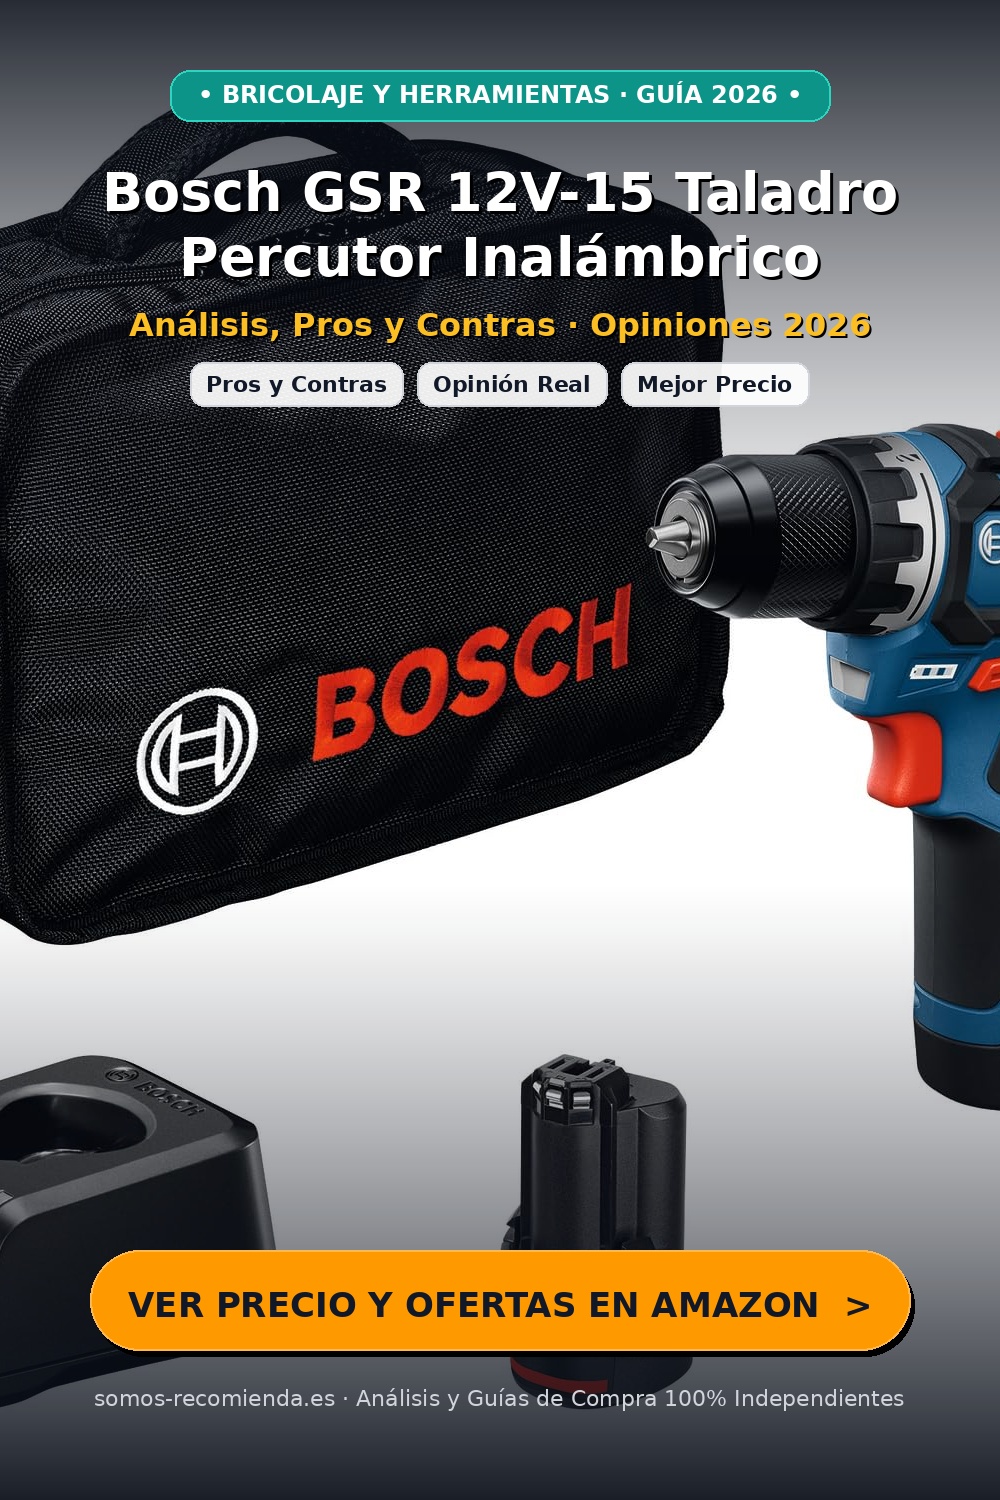 • BRICOLAJE Y HERRAMIENTAS · GUÍA 2026 •
Bosch GSR 12V-15 Taladro
Percutor Inalámbrico
Análisis, Pros y Contras · Opiniones 2026
Pros y Contras
Opinión Real
Mejor Precio
BOSCH
BOSCH
VER PRECIO Y OFERTAS EN AMAZON >
somos-recomienda.es · Análisis y Guías de Compra 100% Independientes